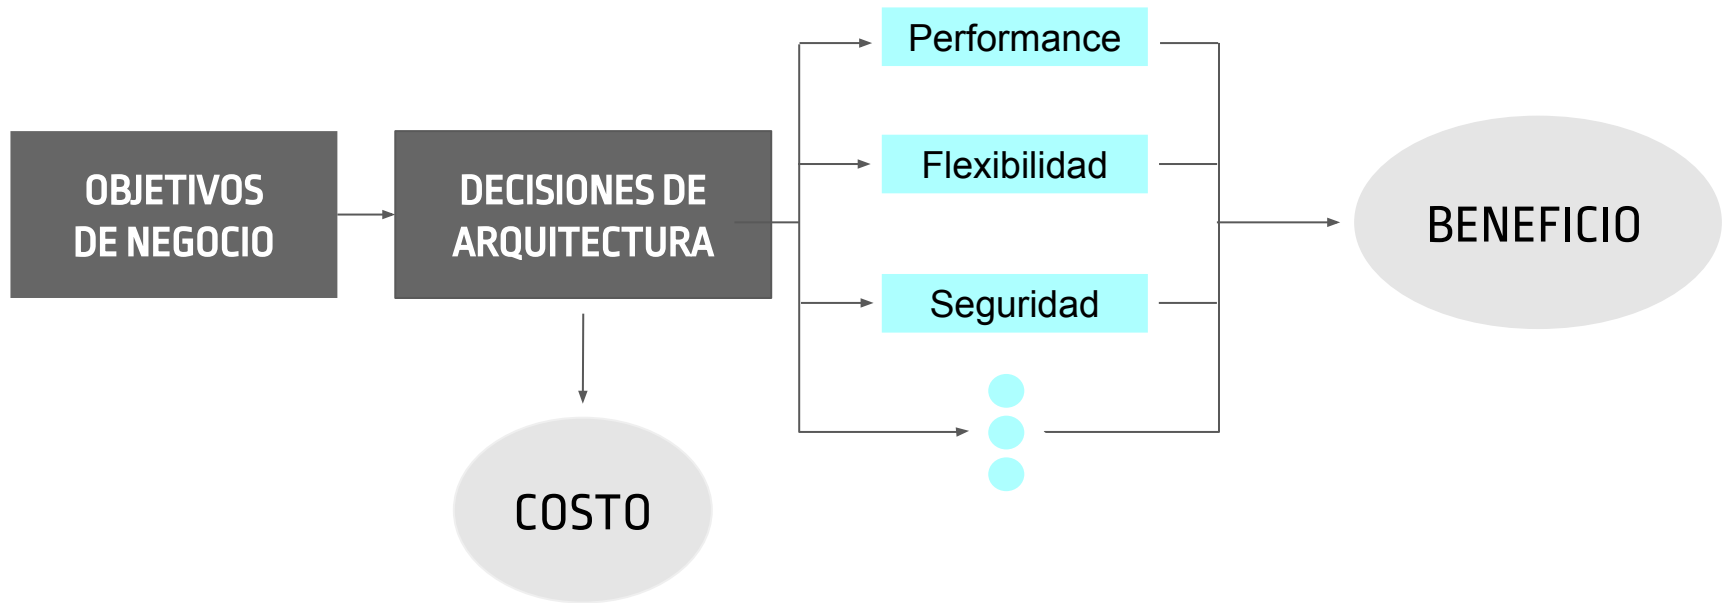 OBJETIVOS
DE NEGOCIO
DECISIONES DE
ARQUITECTURA
Performance
Flexibilidad
Seguridad
BENEFICIO
COSTO